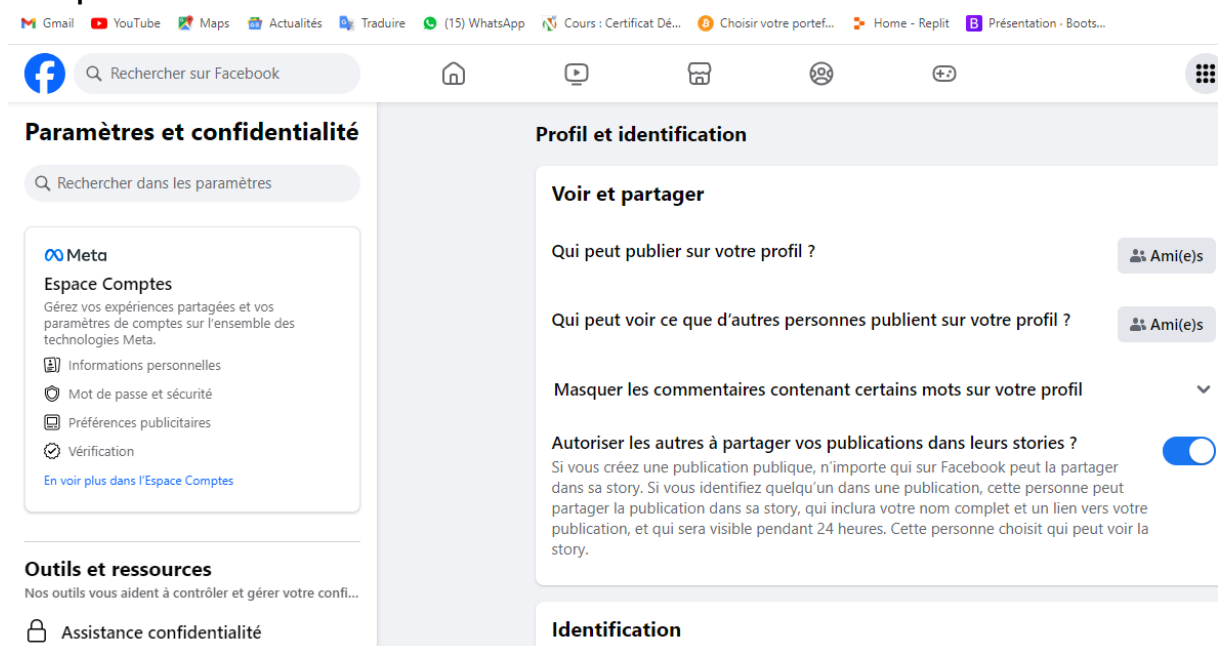 Gmail YouTube Maps Actualités Traduire (15) WhatsApp Cours : Certificat Dé... Choisir votre portef... Home - Replit Présentation · Boots...
Rechercher sur Facebook
Paramètres et confidentialité
Rechercher dans les paramètres
Meta
Espace Comptes
Gérez vos expériences partagées et vos
paramètres de comptes sur l'ensemble des
technologies Meta.
Informations personnelles
Mot de passe et sécurité
Préférences publicitaires
Vérification
En voir plus dans l'Espace Comptes
Outils et ressources
Nos outils vous aident à contrôler et gérer votre confi...
Assistance confidentialité
Profil et identification
Voir et partager
Qui peut publier sur votre profil ?
Ami(e)s
Qui peut voir ce que d'autres personnes publient sur votre profil ?
Ami(e)s
Masquer les commentaires contenant certains mots sur votre profil
Autoriser les autres à partager vos publications dans leurs stories ?
Si vous créez une publication publique, n'importe qui sur Facebook peut la partager
dans sa story. Si vous identifiez quelqu'un dans une publication, cette personne peut
partager la publication dans sa story, qui inclura votre nom complet et un lien vers votre
publication, et qui sera visible pendant 24 heures. Cette personne choisit qui peut voir la
story.
Identification